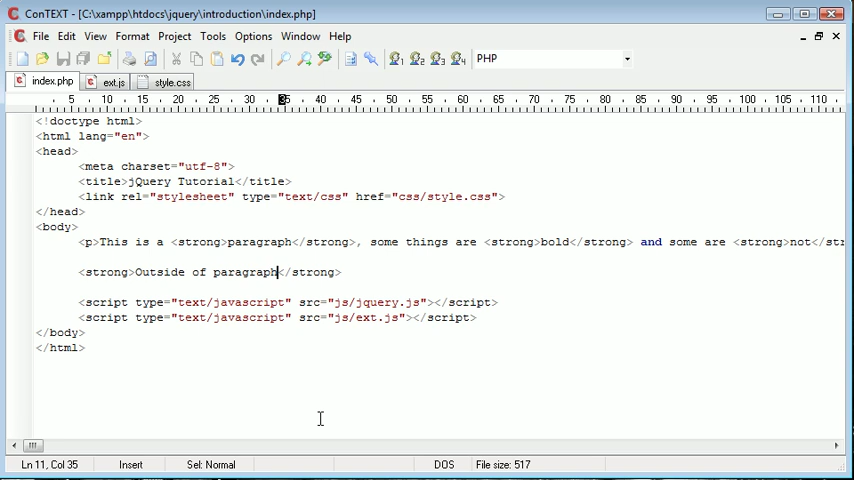 ConTEXT - [C:\xampp\htdocs\jquery\introduction\index.php]
File Edit View Format Project Tools Options Window Help
1 2 3 4 PHP
index.php ext.js style.css
5 10 15 20 25 30 35 40 45 50 55 60 65 70 75 80 85 90 95 100 105 110
<!doctype html>
<html lang="en">
<head>
<meta charset="utf-8">
<title>jQuery Tutorial</title>
<link rel="stylesheet" type="text/css" href="css/style.css">
</head>
<body>
<p>This is a <strong>paragraph</strong>, some things are <strong>bold</strong> and some are <strong>not</str
<strong>Outside of paragraph</strong>
<script type="text/javascript" src="js/jquery.js"></script>
<script type="text/javascript" src="js/ext.js"></script>
</body>
</html>
Ln 11, Col 35 Insert Sel: Normal DOS File size: 517